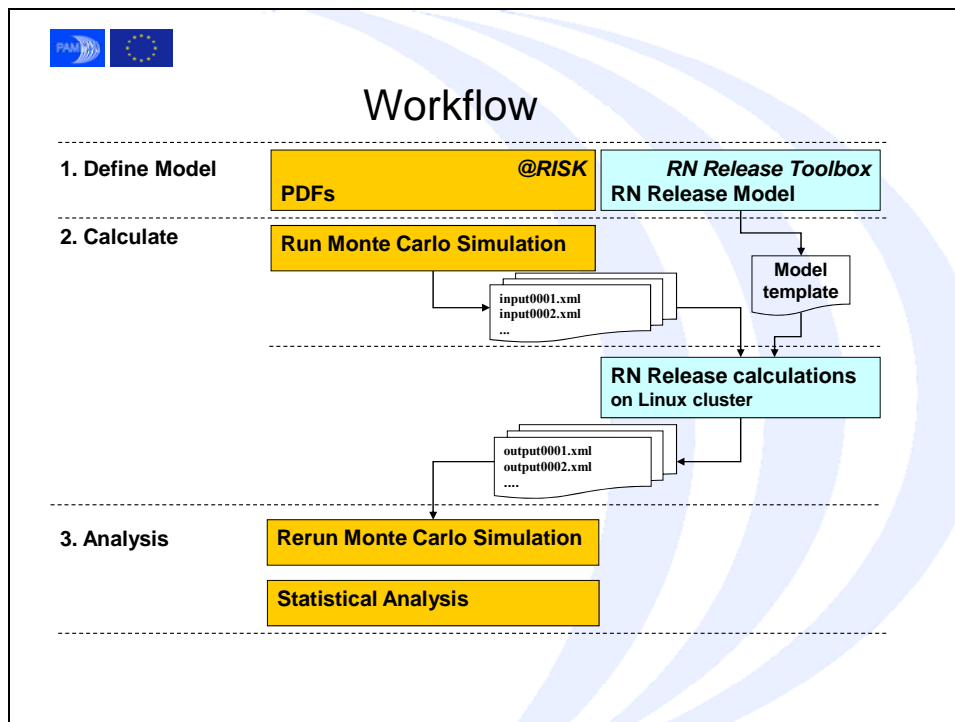 PAM
Workflow
1. Define Model
@RISK
PDFs
RN Release Toolbox
RN Release Model
2. Calculate
Run Monte Carlo Simulation
Model
template
input0001.xml
input0002.xml
...
RN Release calculations
on Linux cluster
output0001.xml
output0002.xml
....
3. Analysis
Rerun Monte Carlo Simulation
Statistical Analysis